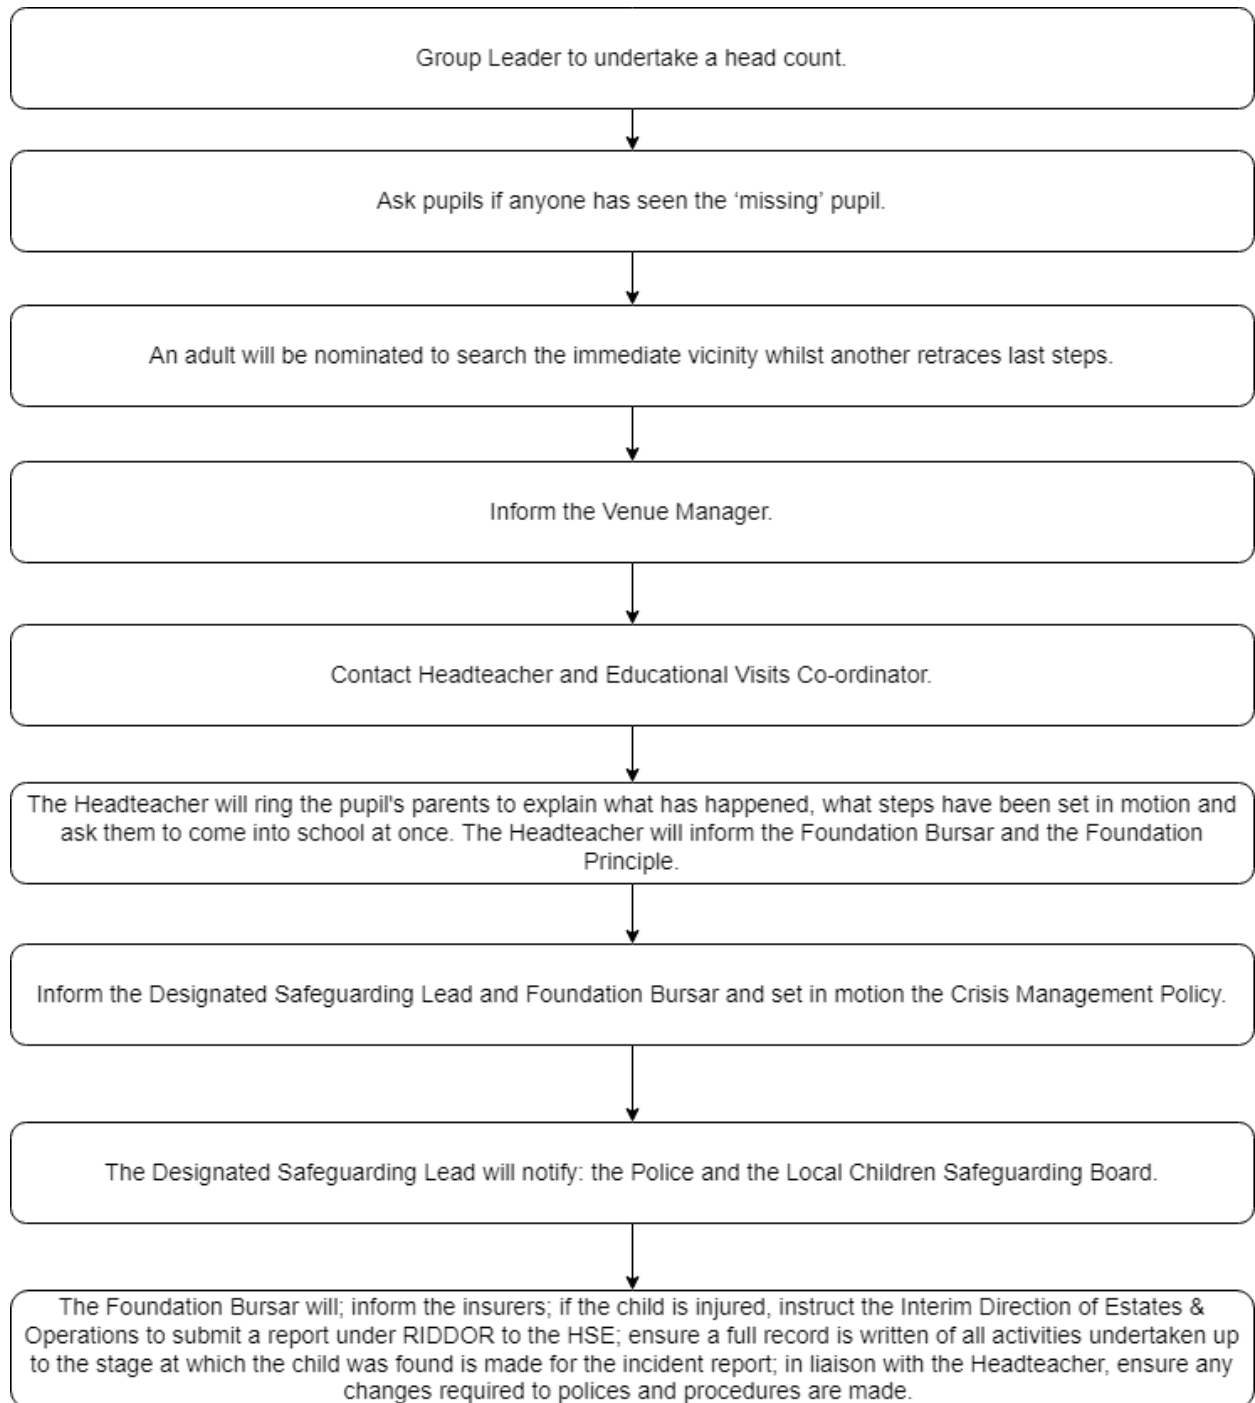 Group Leader to undertake a head count.
Ask pupils if anyone has seen the ‘missing’ pupil.
An adult will be nominated to search the immediate vicinity whilst another retraces last steps.
Inform the Venue Manager.
Contact Headteacher and Educational Visits Co-ordinator.
The Headteacher will ring the pupil's parents to explain what has happened, what steps have been set in motion and
ask them to come into school at once. The Headteacher will inform the Foundation Bursar and the Foundation
Principle.
Inform the Designated Safeguarding Lead and Foundation Bursar and set in motion the Crisis Management Policy.
The Designated Safeguarding Lead will notify: the Police and the Local Children Safeguarding Board.
The Foundation Bursar will; inform the insurers; if the child is injured, instruct the Interim Direction of Estates &
Operations to submit a report under RIDDOR to the HSE; ensure a full record is written of all activities undertaken up
to the stage at which the child was found is made for the incident report; in liaison with the Headteacher, ensure any
changes required to polices and procedures are made.